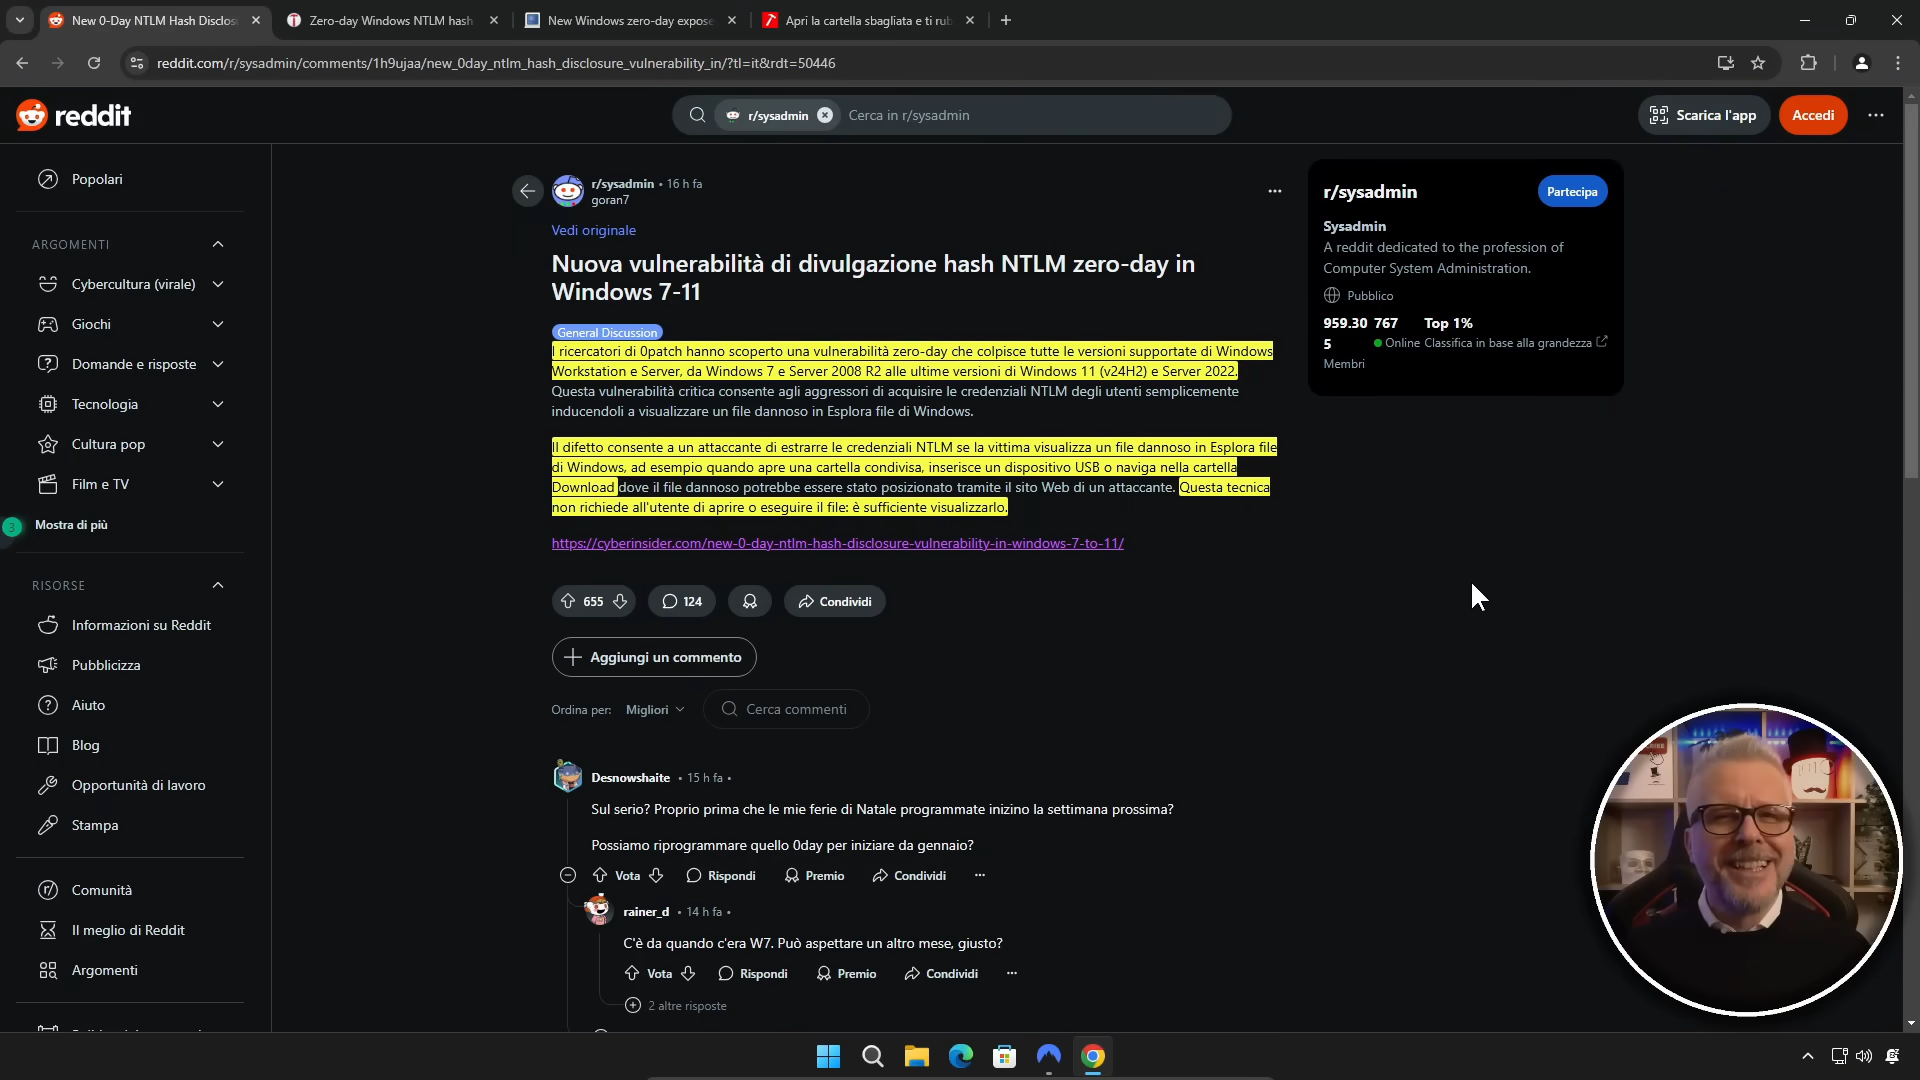 New 0-Day NTLM Hash Disclos
Zero-day Windows NTLM hash
New Windows zero-day expose
Apri la cartella sbagliata e ti rub
reddit.com/r/sysadmin/comments/1h9ujaa/new_0day_ntlm_hash_disclosure_vulnerability_in/?tl=it&rdt=50446
reddit
r/sysadmin
Cerca in r/sysadmin
Scarica l'app
Accedi
Popolari
ARGOMENTI
Cybercultura (virale)
Giochi
Domande e risposte
Tecnologia
Cultura pop
Film e TV
3
Mostra di più
RISORSE
Informazioni su Reddit
Pubblicizza
Aiuto
Blog
Opportunità di lavoro
Stampa
Comunità
Il meglio di Reddit
Argomenti
r/sysadmin • 16 h fa
goran7
Vedi originale
Nuova vulnerabilità di divulgazione hash NTLM zero-day in
Windows 7-11
General Discussion
I ricercatori di 0patch hanno scoperto una vulnerabilità zero-day che colpisce tutte le versioni supportate di Windows
Workstation e Server, da Windows 7 e Server 2008 R2 alle ultime versioni di Windows 11 (v24H2) e Server 2022.
Questa vulnerabilità critica consente agli aggressori di acquisire le credenziali NTLM degli utenti semplicemente
inducendoli a visualizzare un file dannoso in Esplora file di Windows.
Il difetto consente a un attaccante di estrarre le credenziali NTLM se la vittima visualizza un file dannoso in Esplora file
di Windows, ad esempio quando apre una cartella condivisa, inserisce un dispositivo USB o naviga nella cartella
Download dove il file dannoso potrebbe essere stato posizionato tramite il sito Web di un attaccante. Questa tecnica
non richiede all'utente di aprire o eseguire il file: è sufficiente visualizzarlo.
https://cyberinsider.com/new-0-day-ntlm-hash-disclosure-vulnerability-in-windows-7-to-11/
655
124
Condividi
Aggiungi un commento
Ordina per: Migliori
Cerca commenti
Desnowshaite • 15 h fa •
Sul serio? Proprio prima che le mie ferie di Natale programmate inizino la settimana prossima?
Possiamo riprogrammare quello 0day per iniziare da gennaio?
Vota
Rispondi
Premio
Condividi
rainer_d • 14 h fa •
C'è da quando c'era W7. Può aspettare un altro mese, giusto?
Vota
Rispondi
Premio
Condividi
2 altre risposte
r/sysadmin
Partecipa
Sysadmin
A reddit dedicated to the profession of
Computer System Administration.
Pubblico
959.30 767 Top 1%
5 Online Classifica in base alla grandezza
Membri